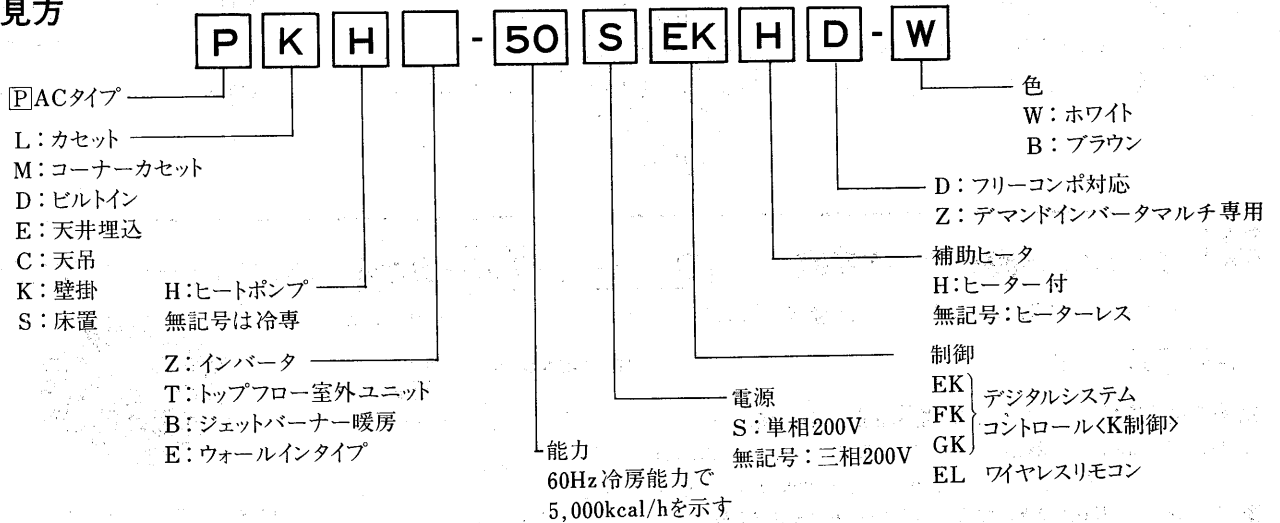 見方
P K H - 50 S EK H D - W
PACタイプ
L：カセット
M：コーナーカセット
D：ビルトイン
E：天井埋込
C：天吊
K：壁掛
S：床置
H：ヒートポンプ
無記号は冷専
Z：インバータ
T：トップフロー室外ユニット
B：ジェットバーナー暖房
E：ウォールインタイプ
能力
60Hz冷房能力で
5,000kcal/hを示す
電源
S：単相200V
無記号：三相200V
制御
EK
FK
GK
デジタルシステム
コントロール〈K制御〉
EL ワイヤレスリモコン
補助ヒータ
H：ヒーター付
無記号：ヒーターレス
D：フリーコンポ対応
Z：デマンドインバータマルチ専用
色
W：ホワイト
B：ブラウン